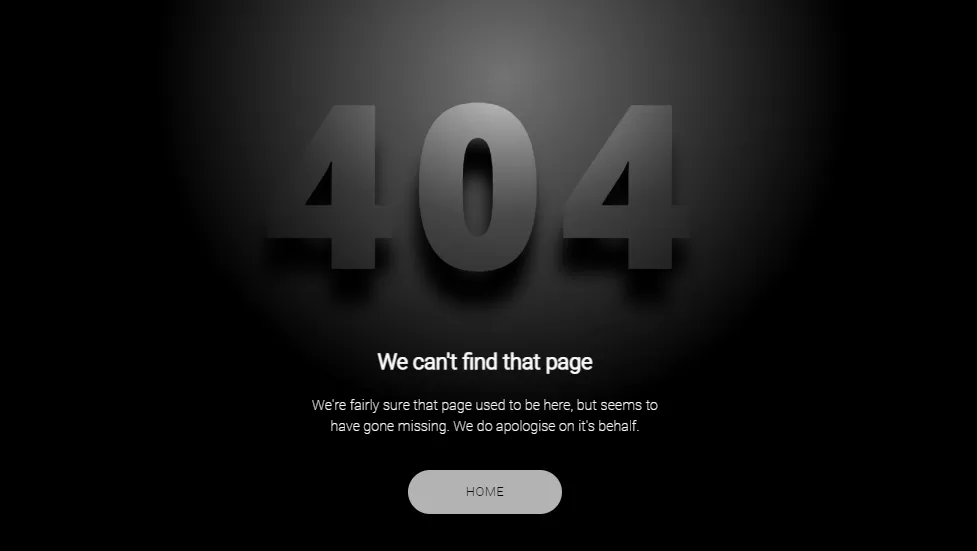 404
We can't find that page
We're fairly sure that page used to be here, but seems to
have gone missing. We do apologise on it's behalf.
HOME